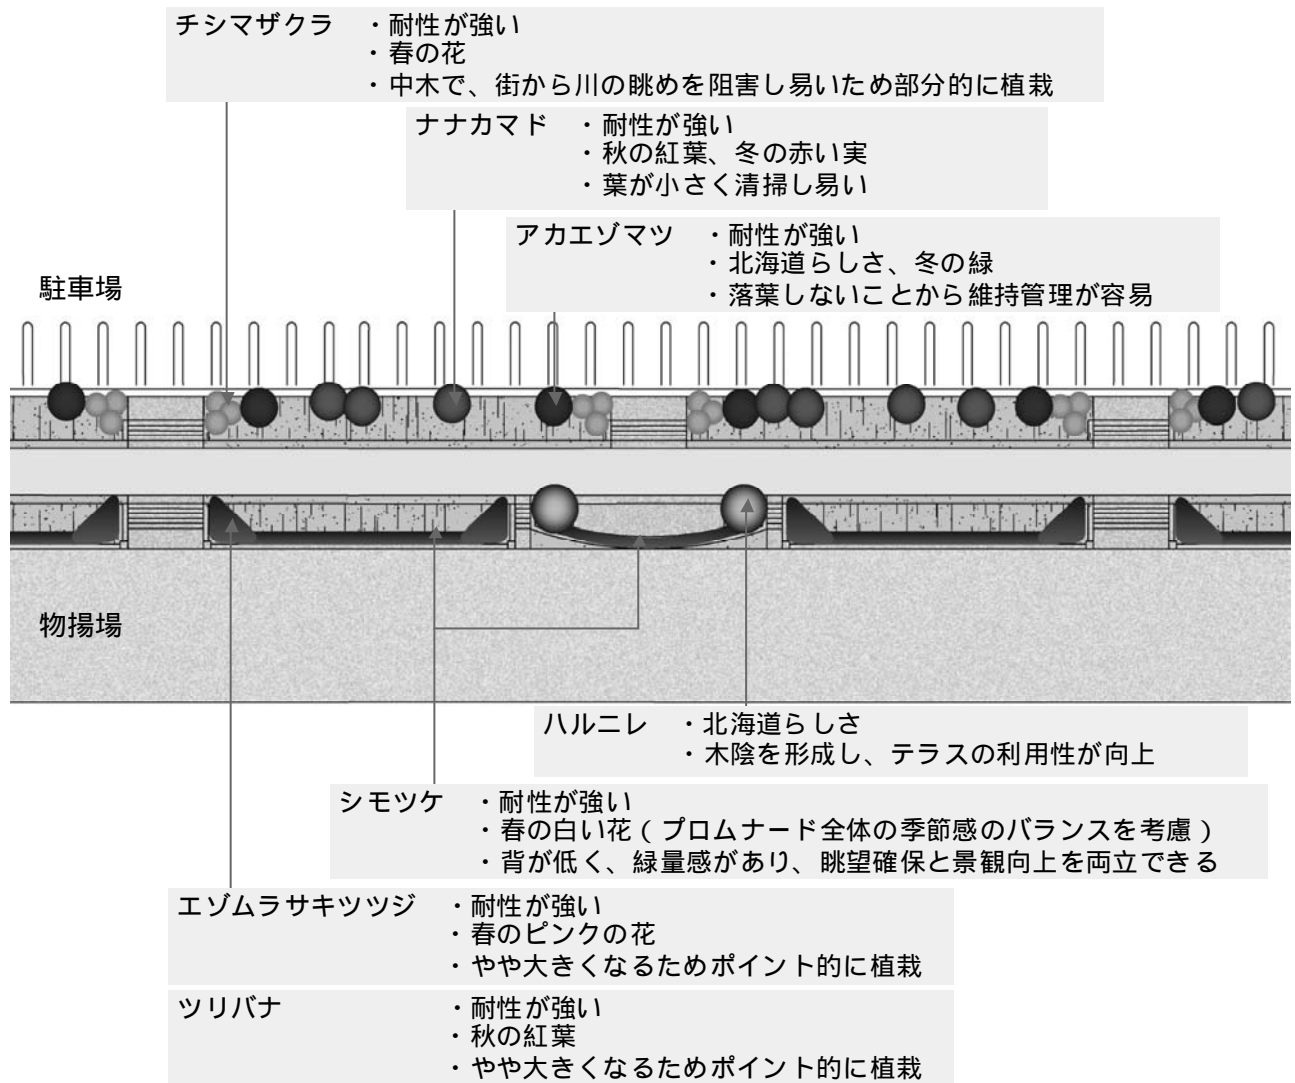 チシマザクラ ・耐性が強い
・春の花
・中木で、街から川の眺めを阻害し易いため部分的に植栽
ナナカマド ・耐性が強い
・秋の紅葉、冬の赤い実
・葉が小さく清掃し易い
アカエゾマツ ・耐性が強い
・北海道らしさ、冬の緑
・落葉しないことから維持管理が容易
駐車場
物揚場
ハルニレ ・北海道らしさ
・木陰を形成し、テラスの利用性が向上
シモツケ ・耐性が強い
・春の白い花(プロムナード全体の季節感のバランスを考慮)
・背が低く、緑量感があり、眺望確保と景観向上を両立できる
エゾムラサキツツジ ・耐性が強い
・春のピンクの花
・やや大きくなるためポイント的に植栽
ツリバナ ・耐性が強い
・秋の紅葉
・やや大きくなるためポイント的に植栽